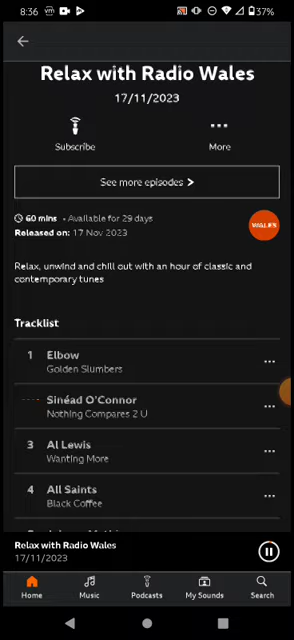 8:36
37%
Relax with Radio Wales
17/11/2023
Subscribe
More
See more episodes
60 mins • Available for 29 days
Released on: 17 Nov 2023
WALES
Relax, unwind and chill out with an hour of classic and
contemporary tunes
Tracklist
1 Elbow
Golden Slumbers
Sinéad O'Connor
Nothing Compares 2 U
3 Al Lewis
Wanting More
4 All Saints
Black Coffee
Relax with Radio Wales
17/11/2023
Home
Music
Podcasts
My Sounds
Search